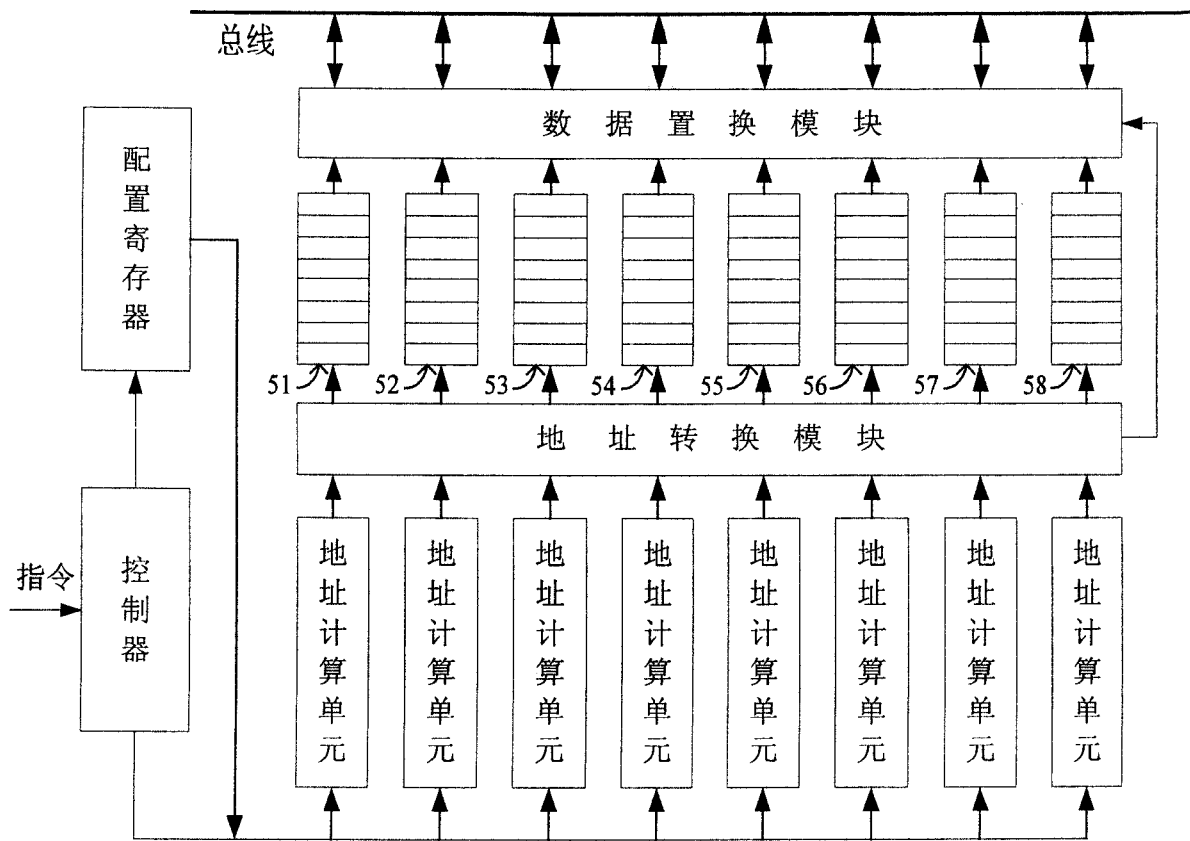 总线
数据置换模块
配置寄存器
51
52
53
54
55
56
57
58
地址转换模块
指令
控制器
地址计算单元
地址计算单元
地址计算单元
地址计算单元
地址计算单元
地址计算单元
地址计算单元
地址计算单元